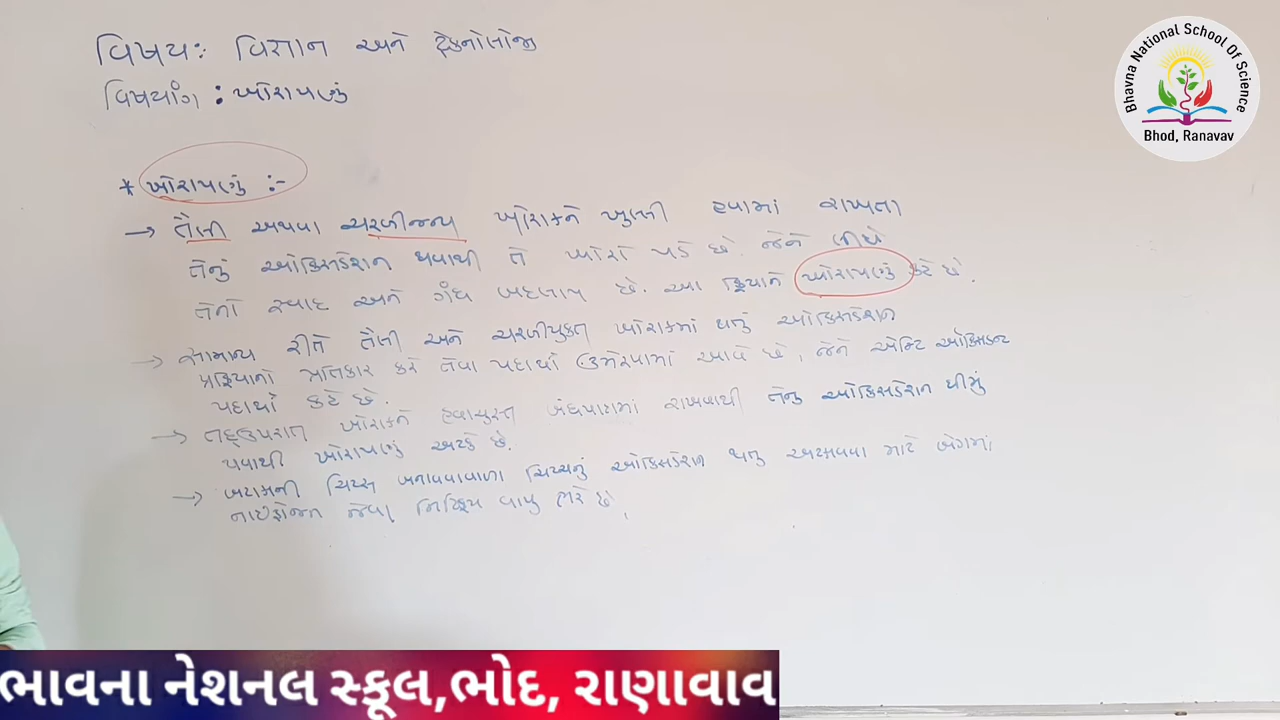 વિષય : વિજ્ઞાન અને ટેકનોલોજી
વિષયાંગ : ખોરાપણું
* ખોરાપણું :-
→ તૈલી અથવા ચરબીજન્ય ખોરાકને ખુલ્લી હવામાં રાખતા
તેનું ઓક્સિડેશન થવાથી તે ખોરો પડે છે. જેને લીધે
તેનો સ્વાદ અને ગંધ બદલાય છે. આ ક્રિયાને ખોરાપણું કહે છે.
→ સામાન્ય રીતે તૈલી અને ચરબીયુક્ત ખોરાકમાં થતું ઓક્સિડેશન
પ્રક્રિયાનો પ્રતિકાર કરે તેવા પદાર્થો ઉમેરવામાં આવે છે, જેને એન્ટિ ઓક્સિડન્ટ
પદાર્થો કહે છે.
→ તદ્ઉપરાંત ખોરાકને હવાચુસ્ત બંધપાત્રમાં રાખવાથી તેનું ઓક્સિડેશન ધીમું
થવાથી ખોરાપણું અટકે છે.
→ બટાકાની ચિપ્સ બનાવવાવાળા ચિપ્સનું ઓક્સિડેશન થતું અટકાવવા માટે બેગમાં
નાઈટ્રોજન જેવા નિષ્ક્રિય વાયુ ભરે છે.
Bhavna National School Of Science
Bhod, Ranavav
ભાવના નેશનલ સ્કૂલ,ભોદ, રાણાવાવ